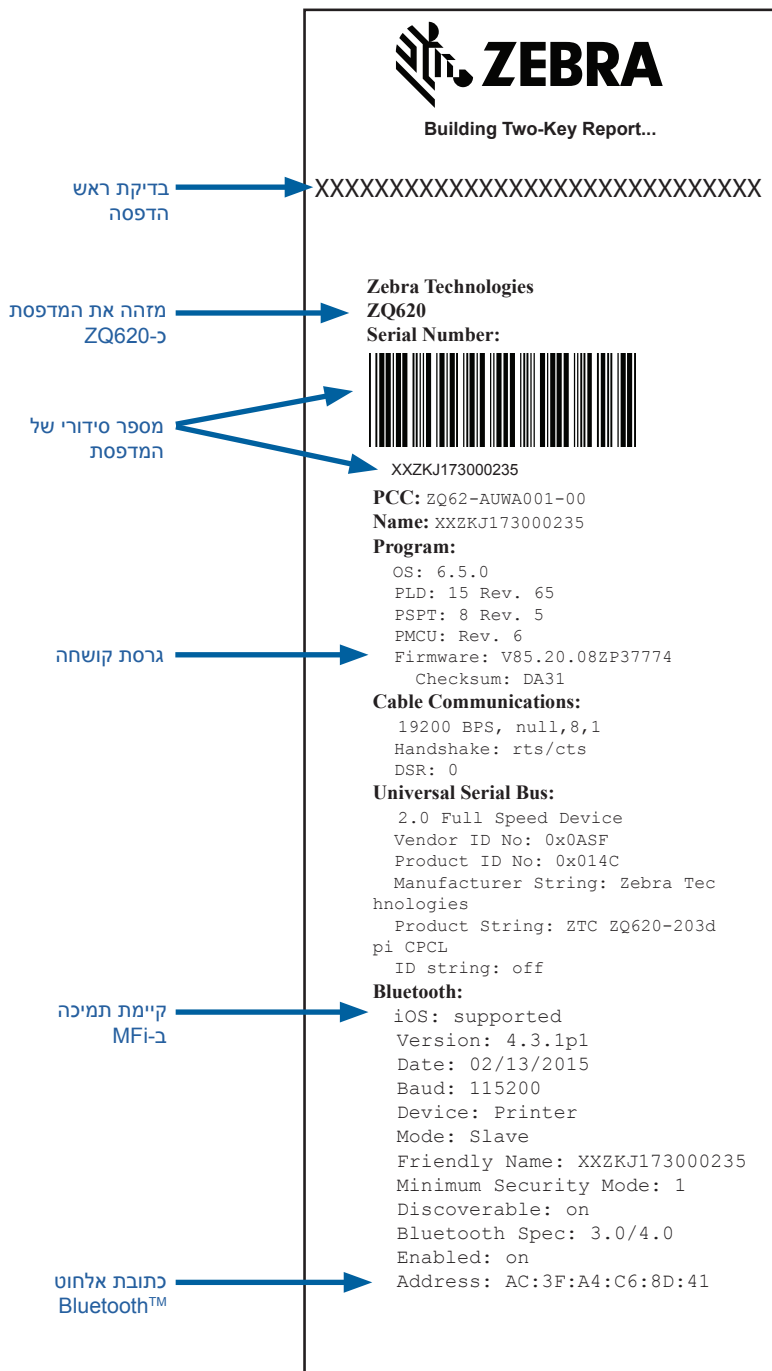 ZEBRA
Building Two-Key Report...
בדיקת ראש
הדפסה
XXXXXXXXXXXXXXXXXXXXXXXXXXXXXX
Zebra Technologies
מזהה את המדפסת
כ-ZQ620
ZQ620
Serial Number:
מספר סידורי של
המדפסת
XXZKJ173000235
PCC: ZQ62-AUWA001-00
Name: XXZKJ173000235
Program:
OS: 6.5.0
PLD: 15 Rev. 65
PSPT: 8 Rev. 5
PMCU: Rev. 6
גרסת קושחה
Firmware: V85.20.08ZP37774
Checksum: DA31
Cable Communications:
19200 BPS, null,8,1
Handshake: rts/cts
DSR: 0
Universal Serial Bus:
2.0 Full Speed Device
Vendor ID No: 0x0ASF
Product ID No: 0x014C
Manufacturer String: Zebra Tec
hnologies
Product String: ZTC ZQ620-203d
pi CPCL
ID string: off
Bluetooth:
קיימת תמיכה
ב-MFi
iOS: supported
Version: 4.3.1p1
Date: 02/13/2015
Baud: 115200
Device: Printer
Mode: Slave
Friendly Name: XXZKJ173000235
Minimum Security Mode: 1
Discoverable: on
Bluetooth Spec: 3.0/4.0
Enabled: on
כתובת אלחוט
Bluetooth™
Address: AC:3F:A4:C6:8D:41